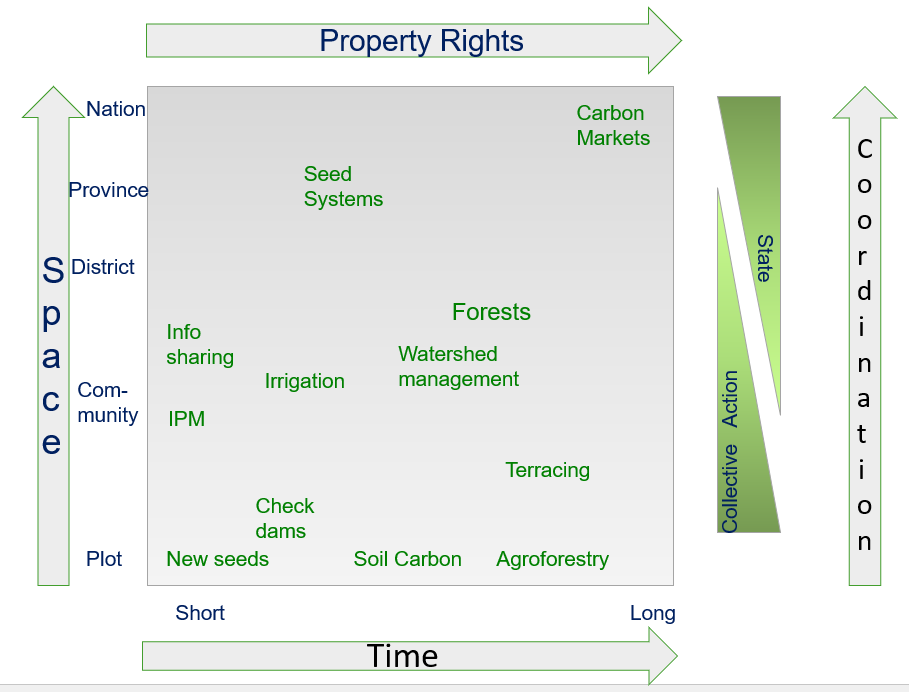 Property Rights
Space
Nation
Province
District
Com-
munity
Plot
Carbon
Markets
Seed
Systems
Forests
Info
sharing
Watershed
management
Irrigation
IPM
Terracing
Check
dams
New seeds
Soil Carbon
Agroforestry
State
Collective Action
Coordination
Short
Long
Time